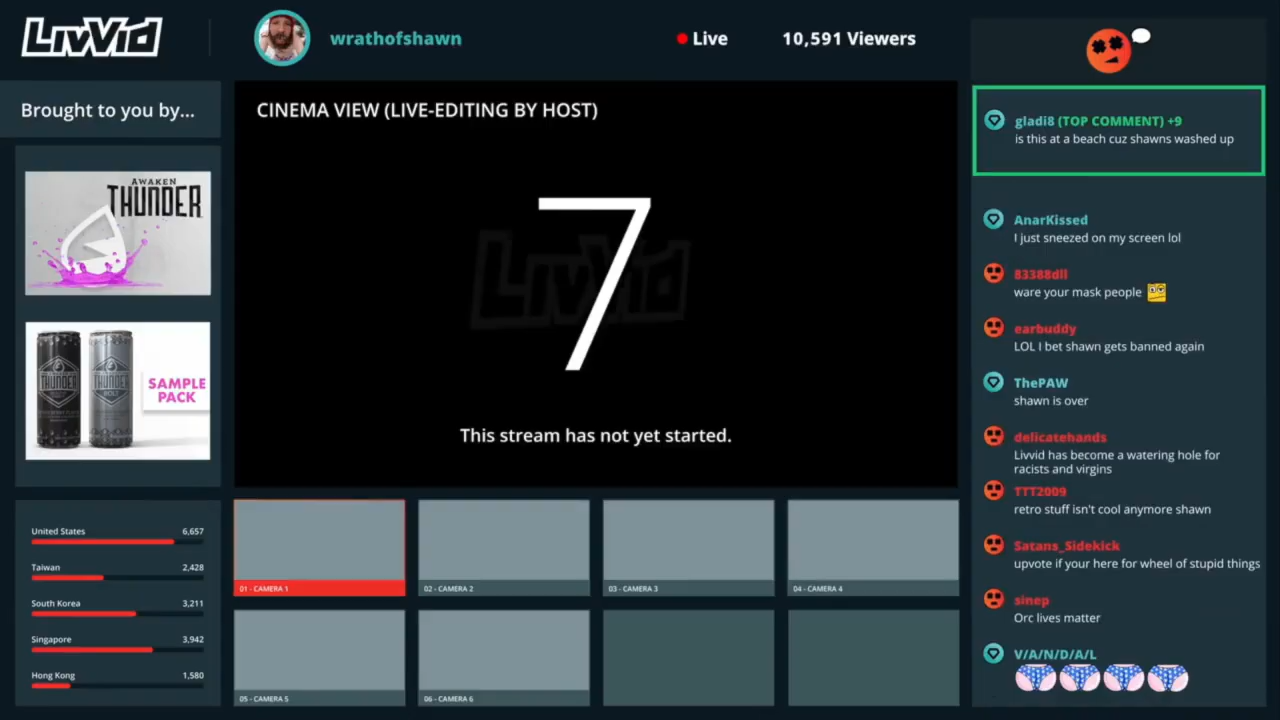 LivVid
wrathofshawn
Live
10,591 Viewers
Brought to you by...
AWAKEN
THUNDER
THUNDER
THUNDER
BOLT
SAMPLE
PACK
United States 6,657
Taiwan 2,428
South Korea 3,211
Singapore 3,942
Hong Kong 1,580
CINEMA VIEW (LIVE-EDITING BY HOST)
LivVid
7
This stream has not yet started.
01 - CAMERA 1
02 - CAMERA 2
03 - CAMERA 3
04 - CAMERA 4
05 - CAMERA 5
06 - CAMERA 6
gladi8 (TOP COMMENT) +9
is this at a beach cuz shawns washed up
AnarKissed
I just sneezed on my screen lol
83388dll
ware your mask people
earbuddy
LOL I bet shawn gets banned again
ThePAW
shawn is over
delicatehands
Livvid has become a watering hole for
racists and virgins
TTT2009
retro stuff isn't cool anymore shawn
Satans_Sidekick
upvote if your here for wheel of stupid things
sinep
Orc lives matter
V/A/N/D/A/L